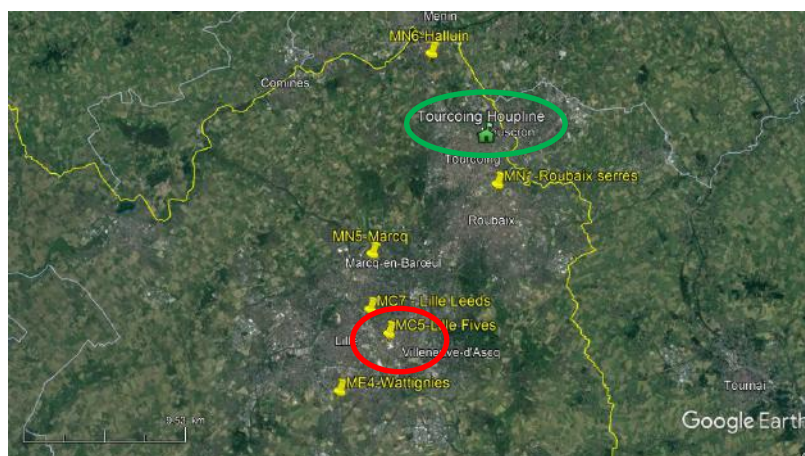 Menin
MN6-Halluin
Comines
Tourcoing Houpline
Tourcoing
Roubaix serres
Roubaix
MN5-Marcq
Marcq-en-Barœul
MC7 - Lille Leeds
MC5-Lille Fives
Villeneuve-d'Ascq
ME4-Wattignies
Tournai
km
Google Earth